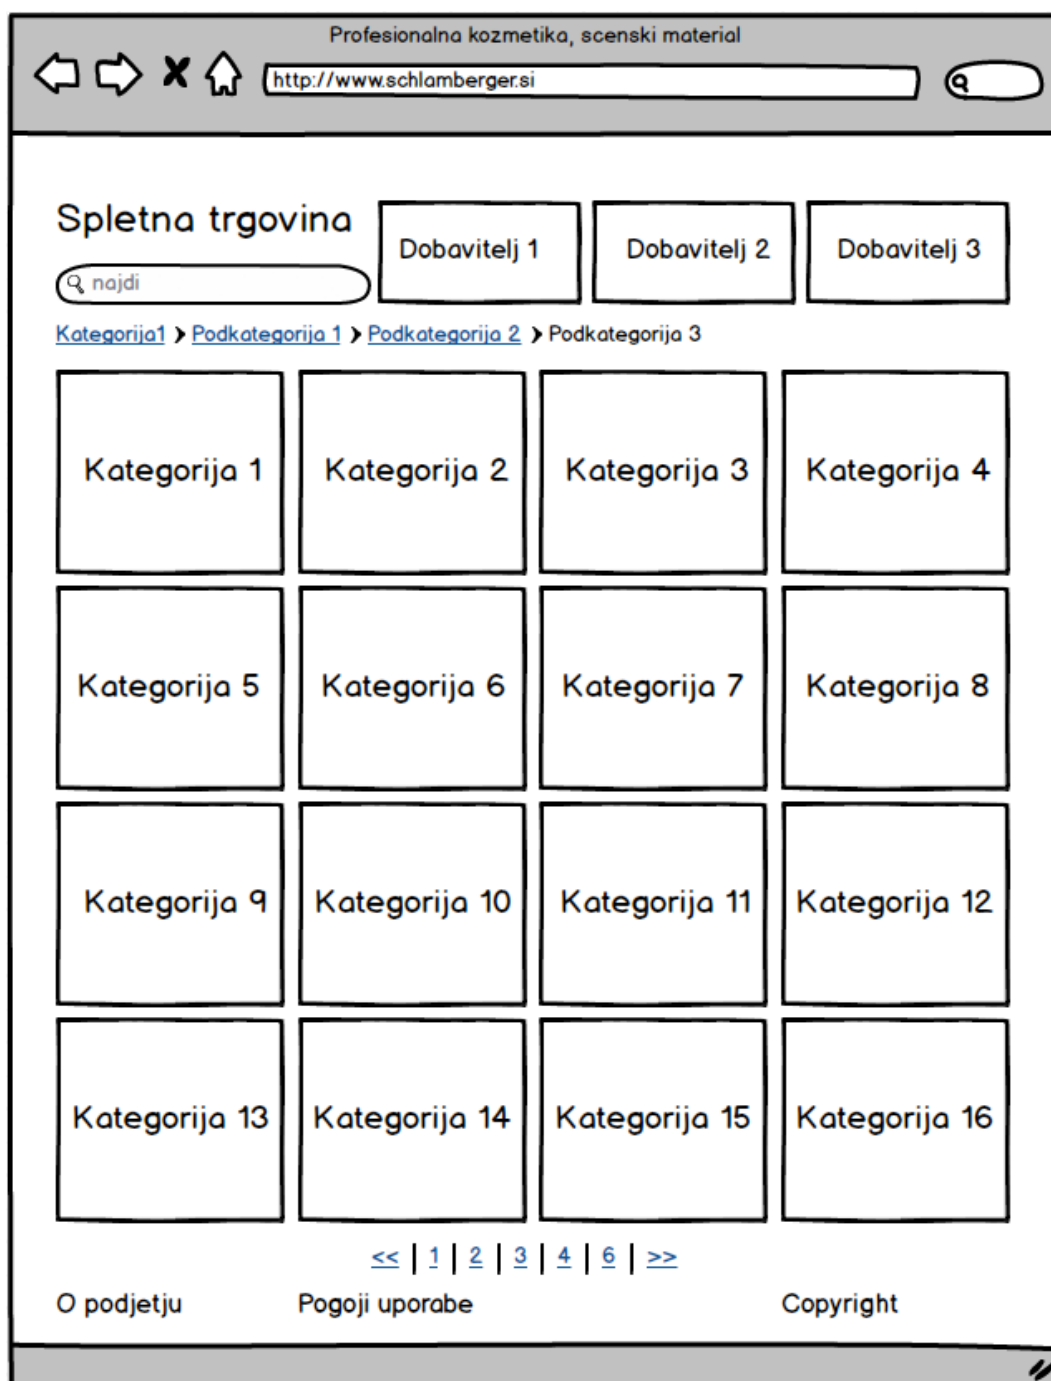 Profesionalna kozmetika, scenski material
http://www.schlamberger.si
Spletna trgovina
najdi
Dobavitelj 1
Dobavitelj 2
Dobavitelj 3
Kategorija1 > Podkategorija 1 > Podkategorija 2 > Podkategorija 3
Kategorija 1
Kategorija 2
Kategorija 3
Kategorija 4
Kategorija 5
Kategorija 6
Kategorija 7
Kategorija 8
Kategorija 9
Kategorija 10
Kategorija 11
Kategorija 12
Kategorija 13
Kategorija 14
Kategorija 15
Kategorija 16
<< | 1 | 2 | 3 | 4 | 6 | >>
O podjetju
Pogoji uporabe
Copyright